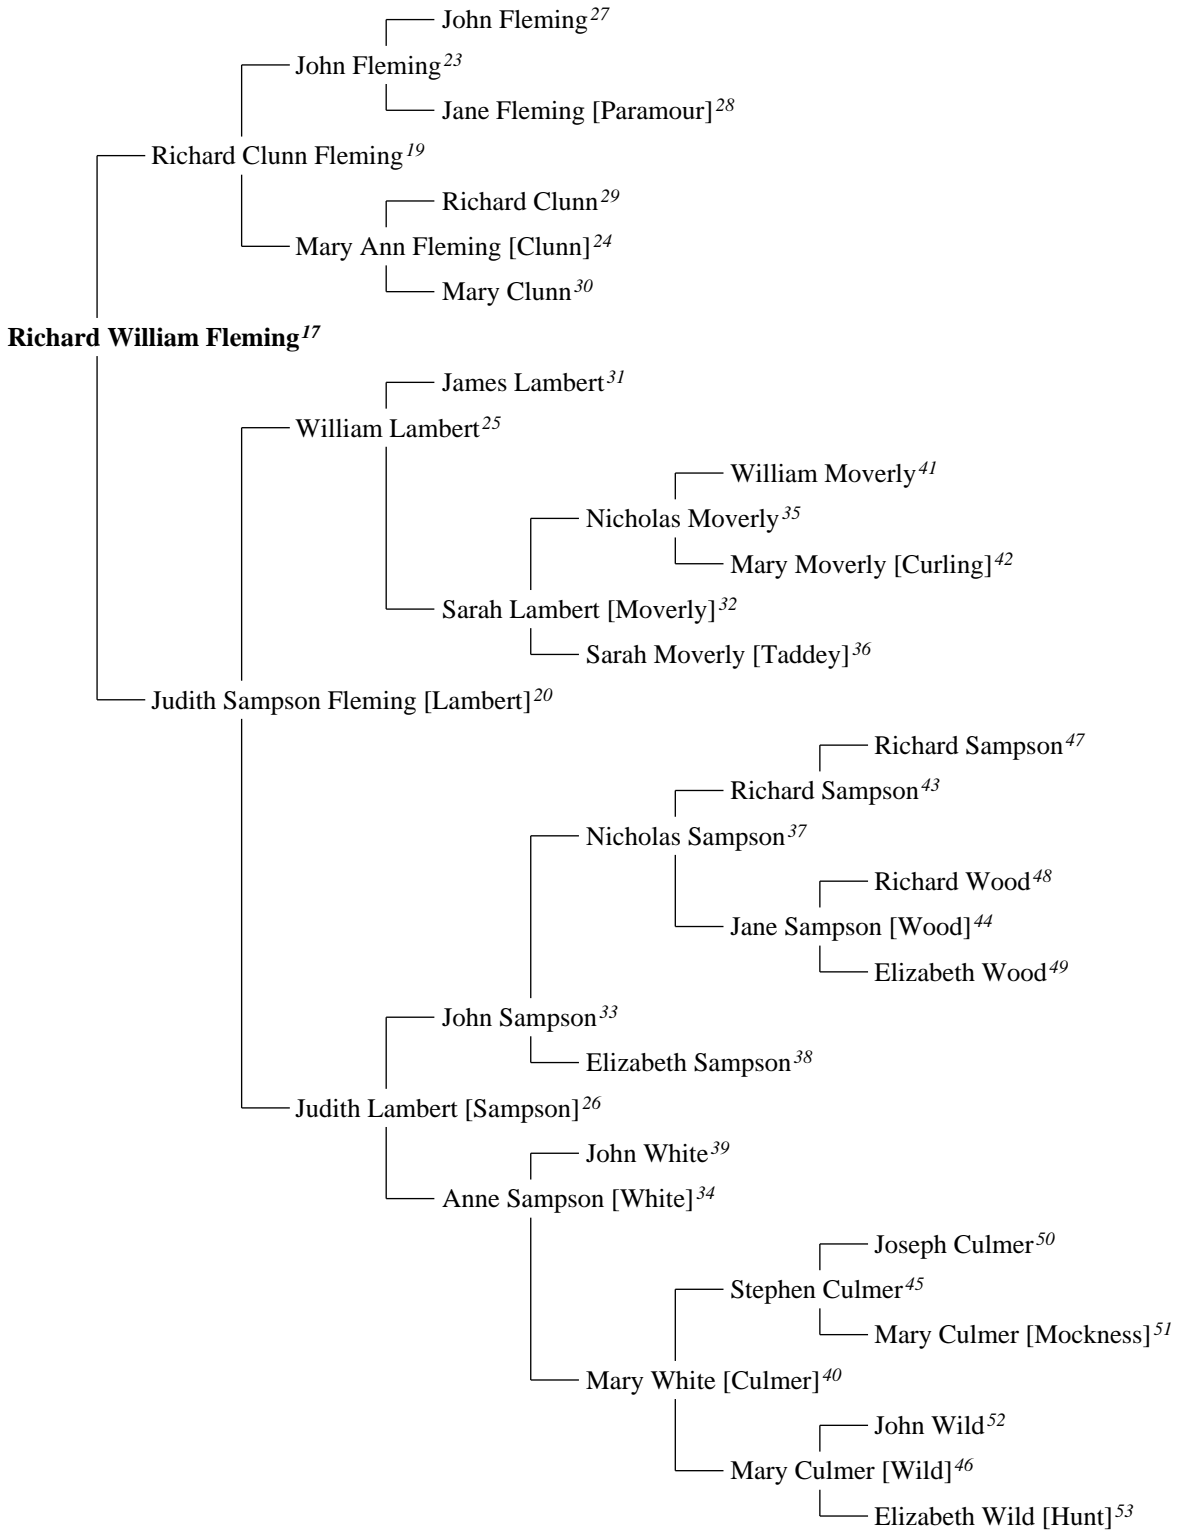 John Fleming27
John Fleming23
Jane Fleming [Paramour]28
Richard Clunn Fleming19
Richard Clunn29
Mary Ann Fleming [Clunn]24
Mary Clunn30
Richard William Fleming17
James Lambert31
William Lambert25
William Moverly41
Nicholas Moverly35
Mary Moverly [Curling]42
Sarah Lambert [Moverly]32
Sarah Moverly [Taddey]36
Judith Sampson Fleming [Lambert]20
Richard Sampson47
Richard Sampson43
Nicholas Sampson37
Richard Wood48
Jane Sampson [Wood]44
Elizabeth Wood49
John Sampson33
Elizabeth Sampson38
Judith Lambert [Sampson]26
John White39
Anne Sampson [White]34
Joseph Culmer50
Stephen Culmer45
Mary Culmer [Mockness]51
Mary White [Culmer]40
John Wild52
Mary Culmer [Wild]46
Elizabeth Wild [Hunt]53